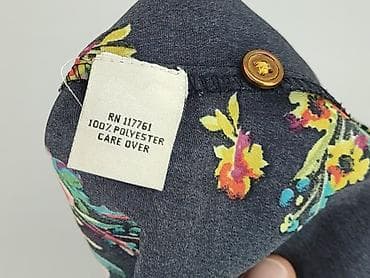 RN 117761
100% POLYESTER
CARE OVER